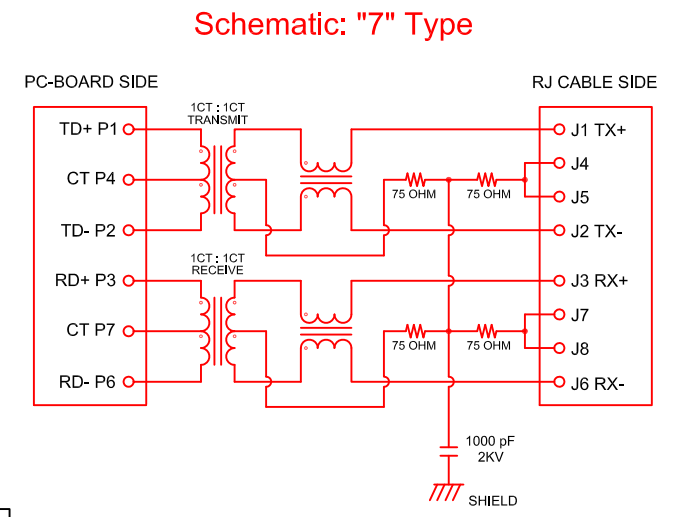 Schematic: "7" Type
PC-BOARD SIDE
RJ CABLE SIDE
1CT : 1CT
TRANSMIT
TD+ P1
J1 TX+
J4
CT P4
75 OHM
75 OHM
J5
TD- P2
J2 TX-
1CT : 1CT
RECEIVE
RD+ P3
J3 RX+
J7
CT P7
75 OHM
75 OHM
J8
RD- P6
J6 RX-
1000 pF
2KV
SHIELD